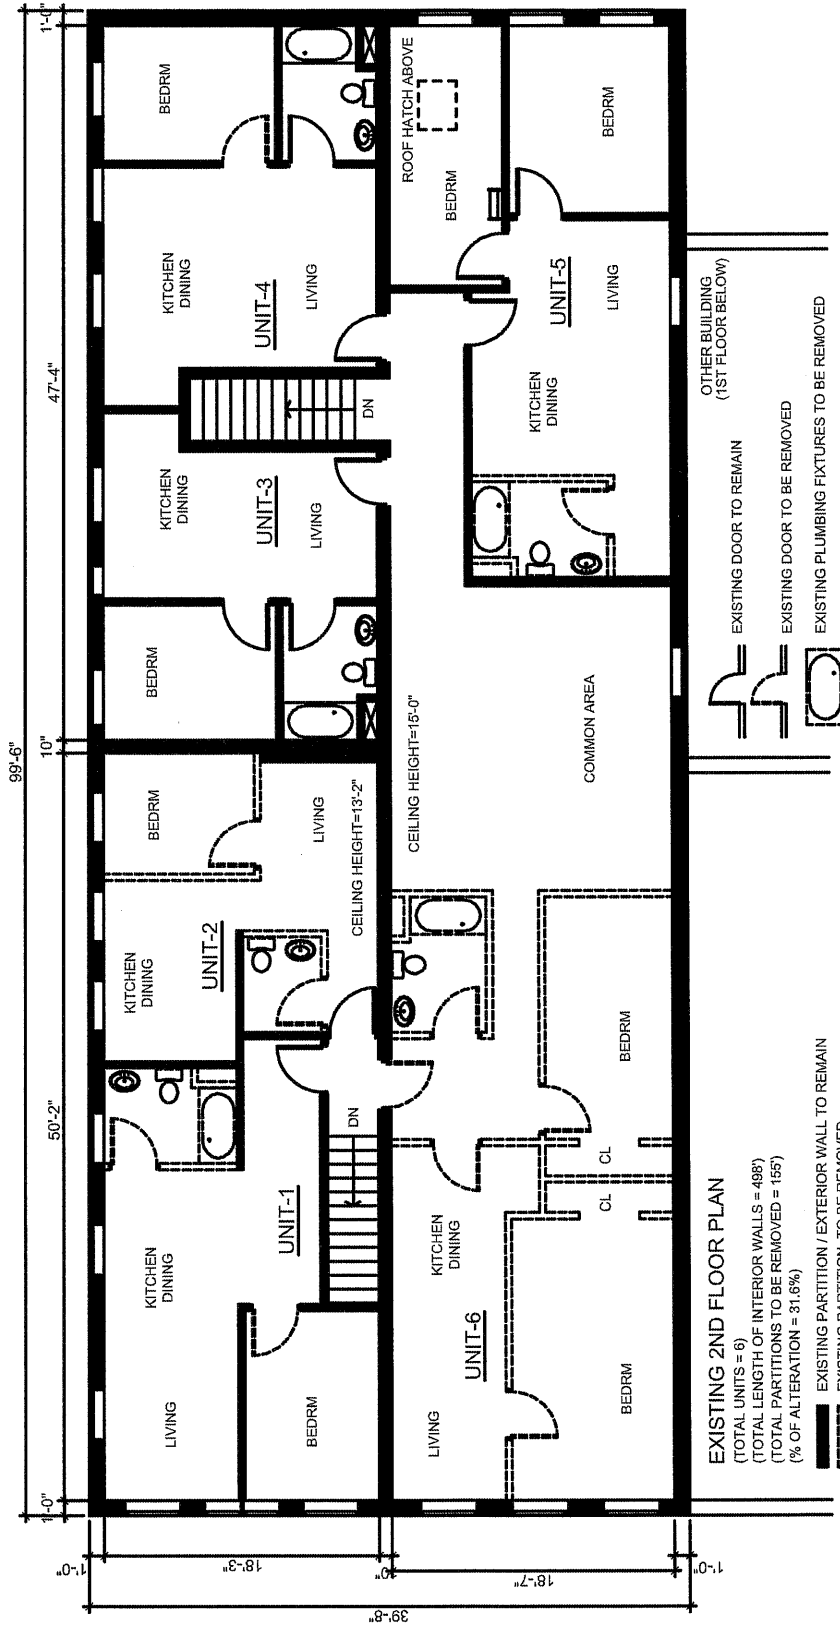 99'-6"
1'-0"
50'-2"
10"
47'-4"
1'-0"
1'-0"
18'-3"
18'-7"
1'-0"
39'-8"
LIVING
KITCHEN
DINING
BEDRM
UNIT-1
DN
KITCHEN
DINING
UNIT-2
BEDRM
LIVING
CEILING HEIGHT=13'-2"
BEDRM
KITCHEN
DINING
UNIT-3
LIVING
DN
KITCHEN
DINING
UNIT-4
LIVING
BEDRM
LIVING
KITCHEN
DINING
UNIT-6
BEDRM
CL
CL
BEDRM
CEILING HEIGHT=15'-0"
COMMON AREA
KITCHEN
DINING
UNIT-5
LIVING
BEDRM
ROOF HATCH ABOVE
BEDRM
OTHER BUILDING
(1ST FLOOR BELOW)
EXISTING 2ND FLOOR PLAN
(TOTAL UNITS = 6)
(TOTAL LENGTH OF INTERIOR WALLS = 498')
(TOTAL PARTITIONS TO BE REMOVED = 155')
(% OF ALTERATION = 31.6%)
EXISTING PARTITION / EXTERIOR WALL TO REMAIN
EXISTING PARTITION TO BE REMOVED
EXISTING DOOR TO REMAIN
EXISTING DOOR TO BE REMOVED
EXISTING PLUMBING FIXTURES TO BE REMOVED